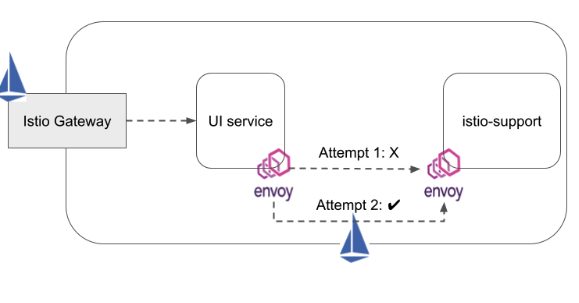 Istio Gateway
UI service
istio-support
Attempt 1: X
envoy
envoy
Attempt 2: ✔